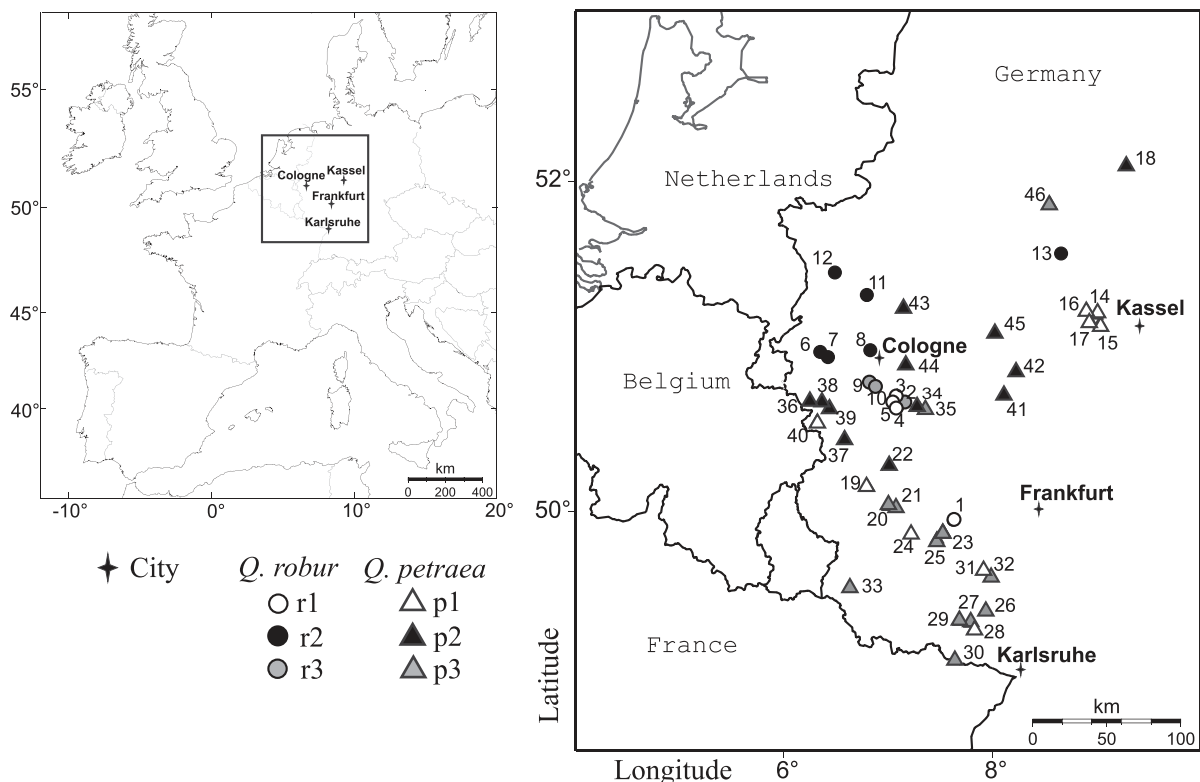 55°
50°
45°
40°
-10°
0°
10°
20°
Cologne
Kassel
Frankfurt
Karlsruhe
km
0 200 400
City
Q. robur
Q. petraea
r1
p1
r2
p2
r3
p3
Germany
Netherlands
Belgium
France
52°
50°
Latitude
6°
8°
Longitude
18
46
13
12
11
43
16
14
17
15
Kassel
45
6
7
8
Cologne
44
42
41
9
10
3
2
5
4
34
35
36
38
39
40
37
22
19
21
20
1
Frankfurt
24
25
23
31
32
33
27
26
29
28
30
Karlsruhe
km
0 50 100